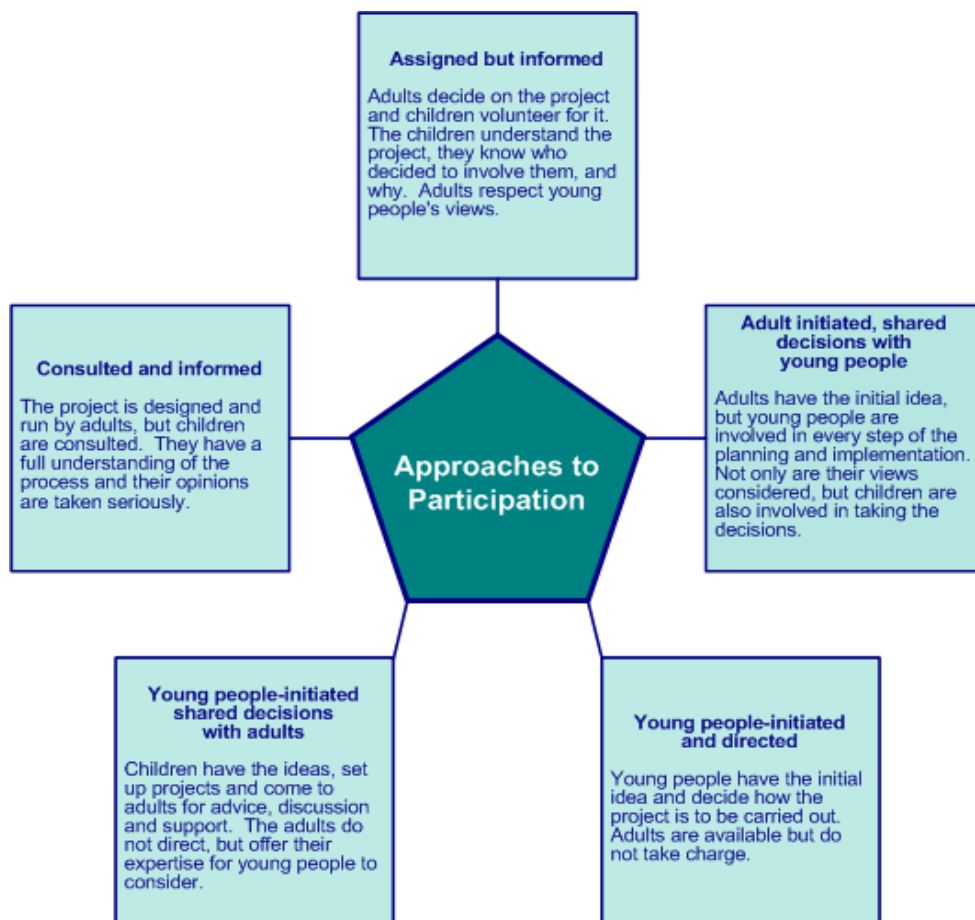 Assigned but informed
Adults decide on the project
and children volunteer for it.
The children understand the
project, they know who
decided to involve them, and
why.  Adults respect young
people's views.
Adult initiated, shared
decisions with
young people
Adults have the initial idea,
but young people are
involved in every step of the
planning and implementation.
Not only are their views
considered, but children are
also involved in taking the
decisions.
Consulted and informed
The project is designed and
run by adults, but children
are consulted.  They have a
full understanding of the
process and their opinions
are taken seriously.
Approaches to
Participation
Young people-initiated
shared decisions
with adults
Children have the ideas, set
up projects and come to
adults for advice, discussion
and support.  The adults do
not direct, but offer their
expertise for young people to
consider.
Young people-initiated
and directed
Young people have the initial
idea and decide how the
project is to be carried out.
Adults are available but do
not take charge.